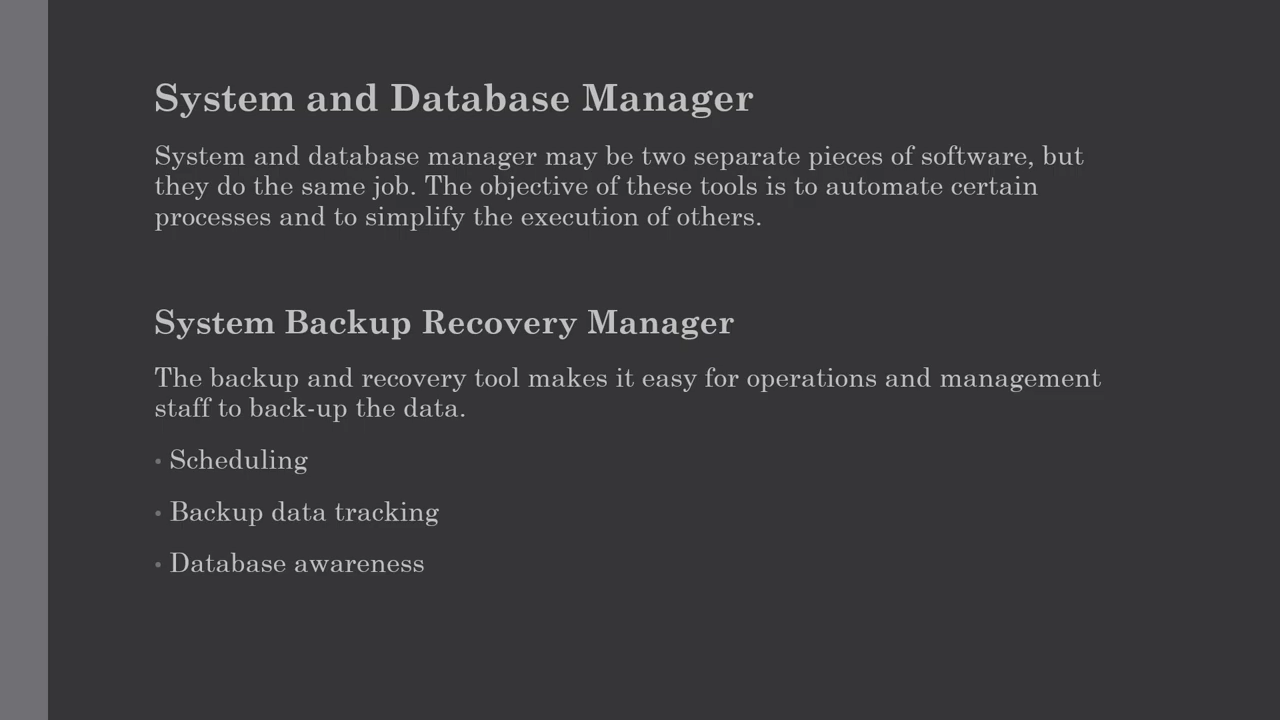 System and Database Manager
System and database manager may be two separate pieces of software, but
they do the same job. The objective of these tools is to automate certain
processes and to simplify the execution of others.
System Backup Recovery Manager
The backup and recovery tool makes it easy for operations and management
staff to back-up the data.
• Scheduling
• Backup data tracking
• Database awareness